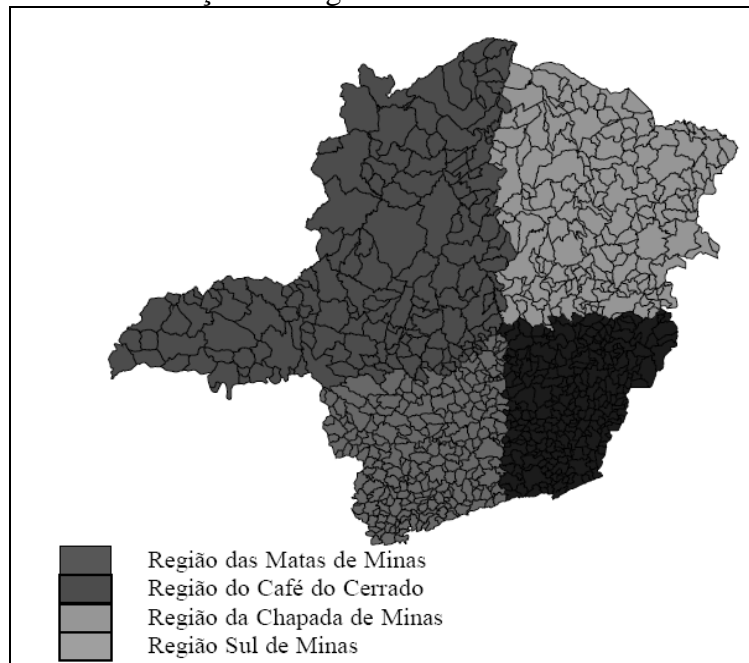 Região das Matas de Minas
Região do Café do Cerrado
Região da Chapada de Minas
Região Sul de Minas